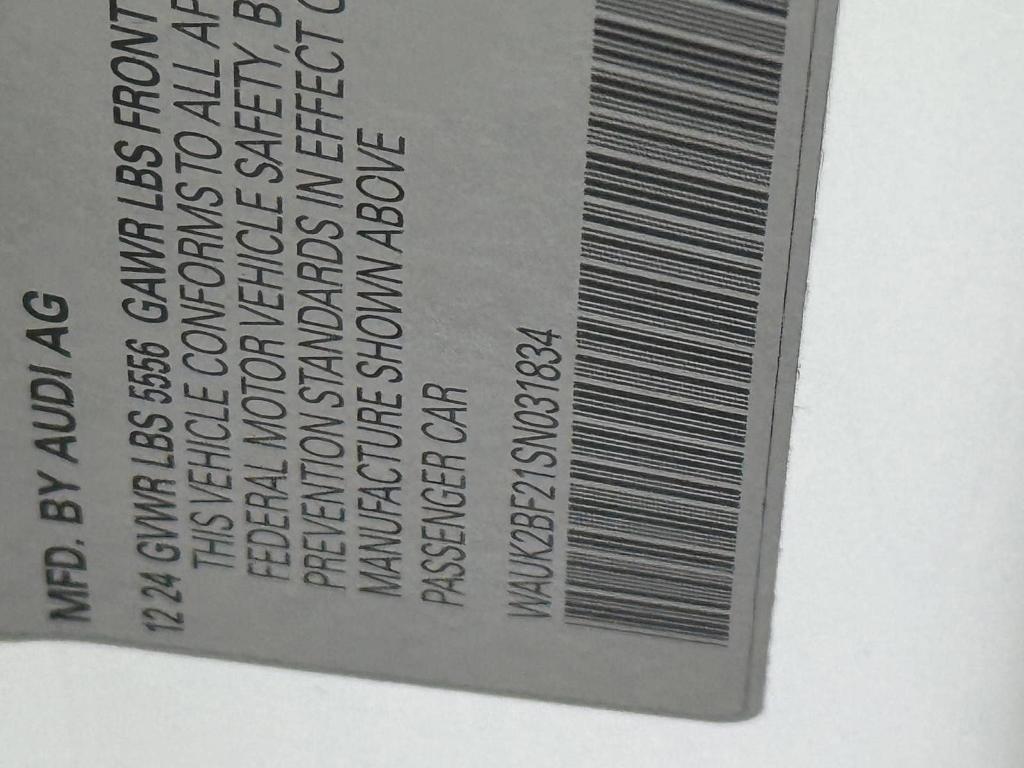 MFD. BY AUDI AG
12 24 GVWR LBS 5556 GAWR LBS FRONT
THIS VEHICLE CONFORMS TO ALL AP
FEDERAL MOTOR VEHICLE SAFETY, B
PREVENTION STANDARDS IN EFFECT
MANUFACTURE SHOWN ABOVE
PASSENGER CAR
WAUK2BF21SN031834